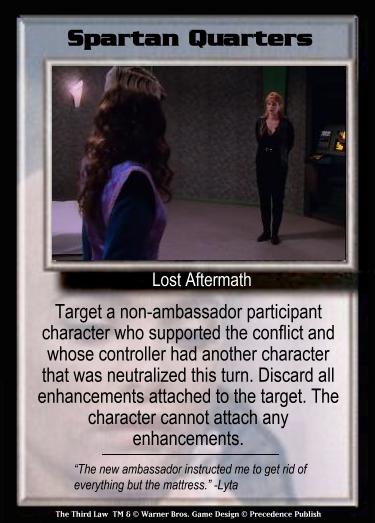 Spartan Quarters
Lost Aftermath
Target a non-ambassador participant
character who supported the conflict and
whose controller had another character
that was neutralized this turn. Discard all
enhancements attached to the target. The
character cannot attach any
enhancements.
“The new ambassador instructed me to get rid of
everything but the mattress.” -Lyta
The Third Law TM & © Warner Bros. Game Design © Precedence Publish